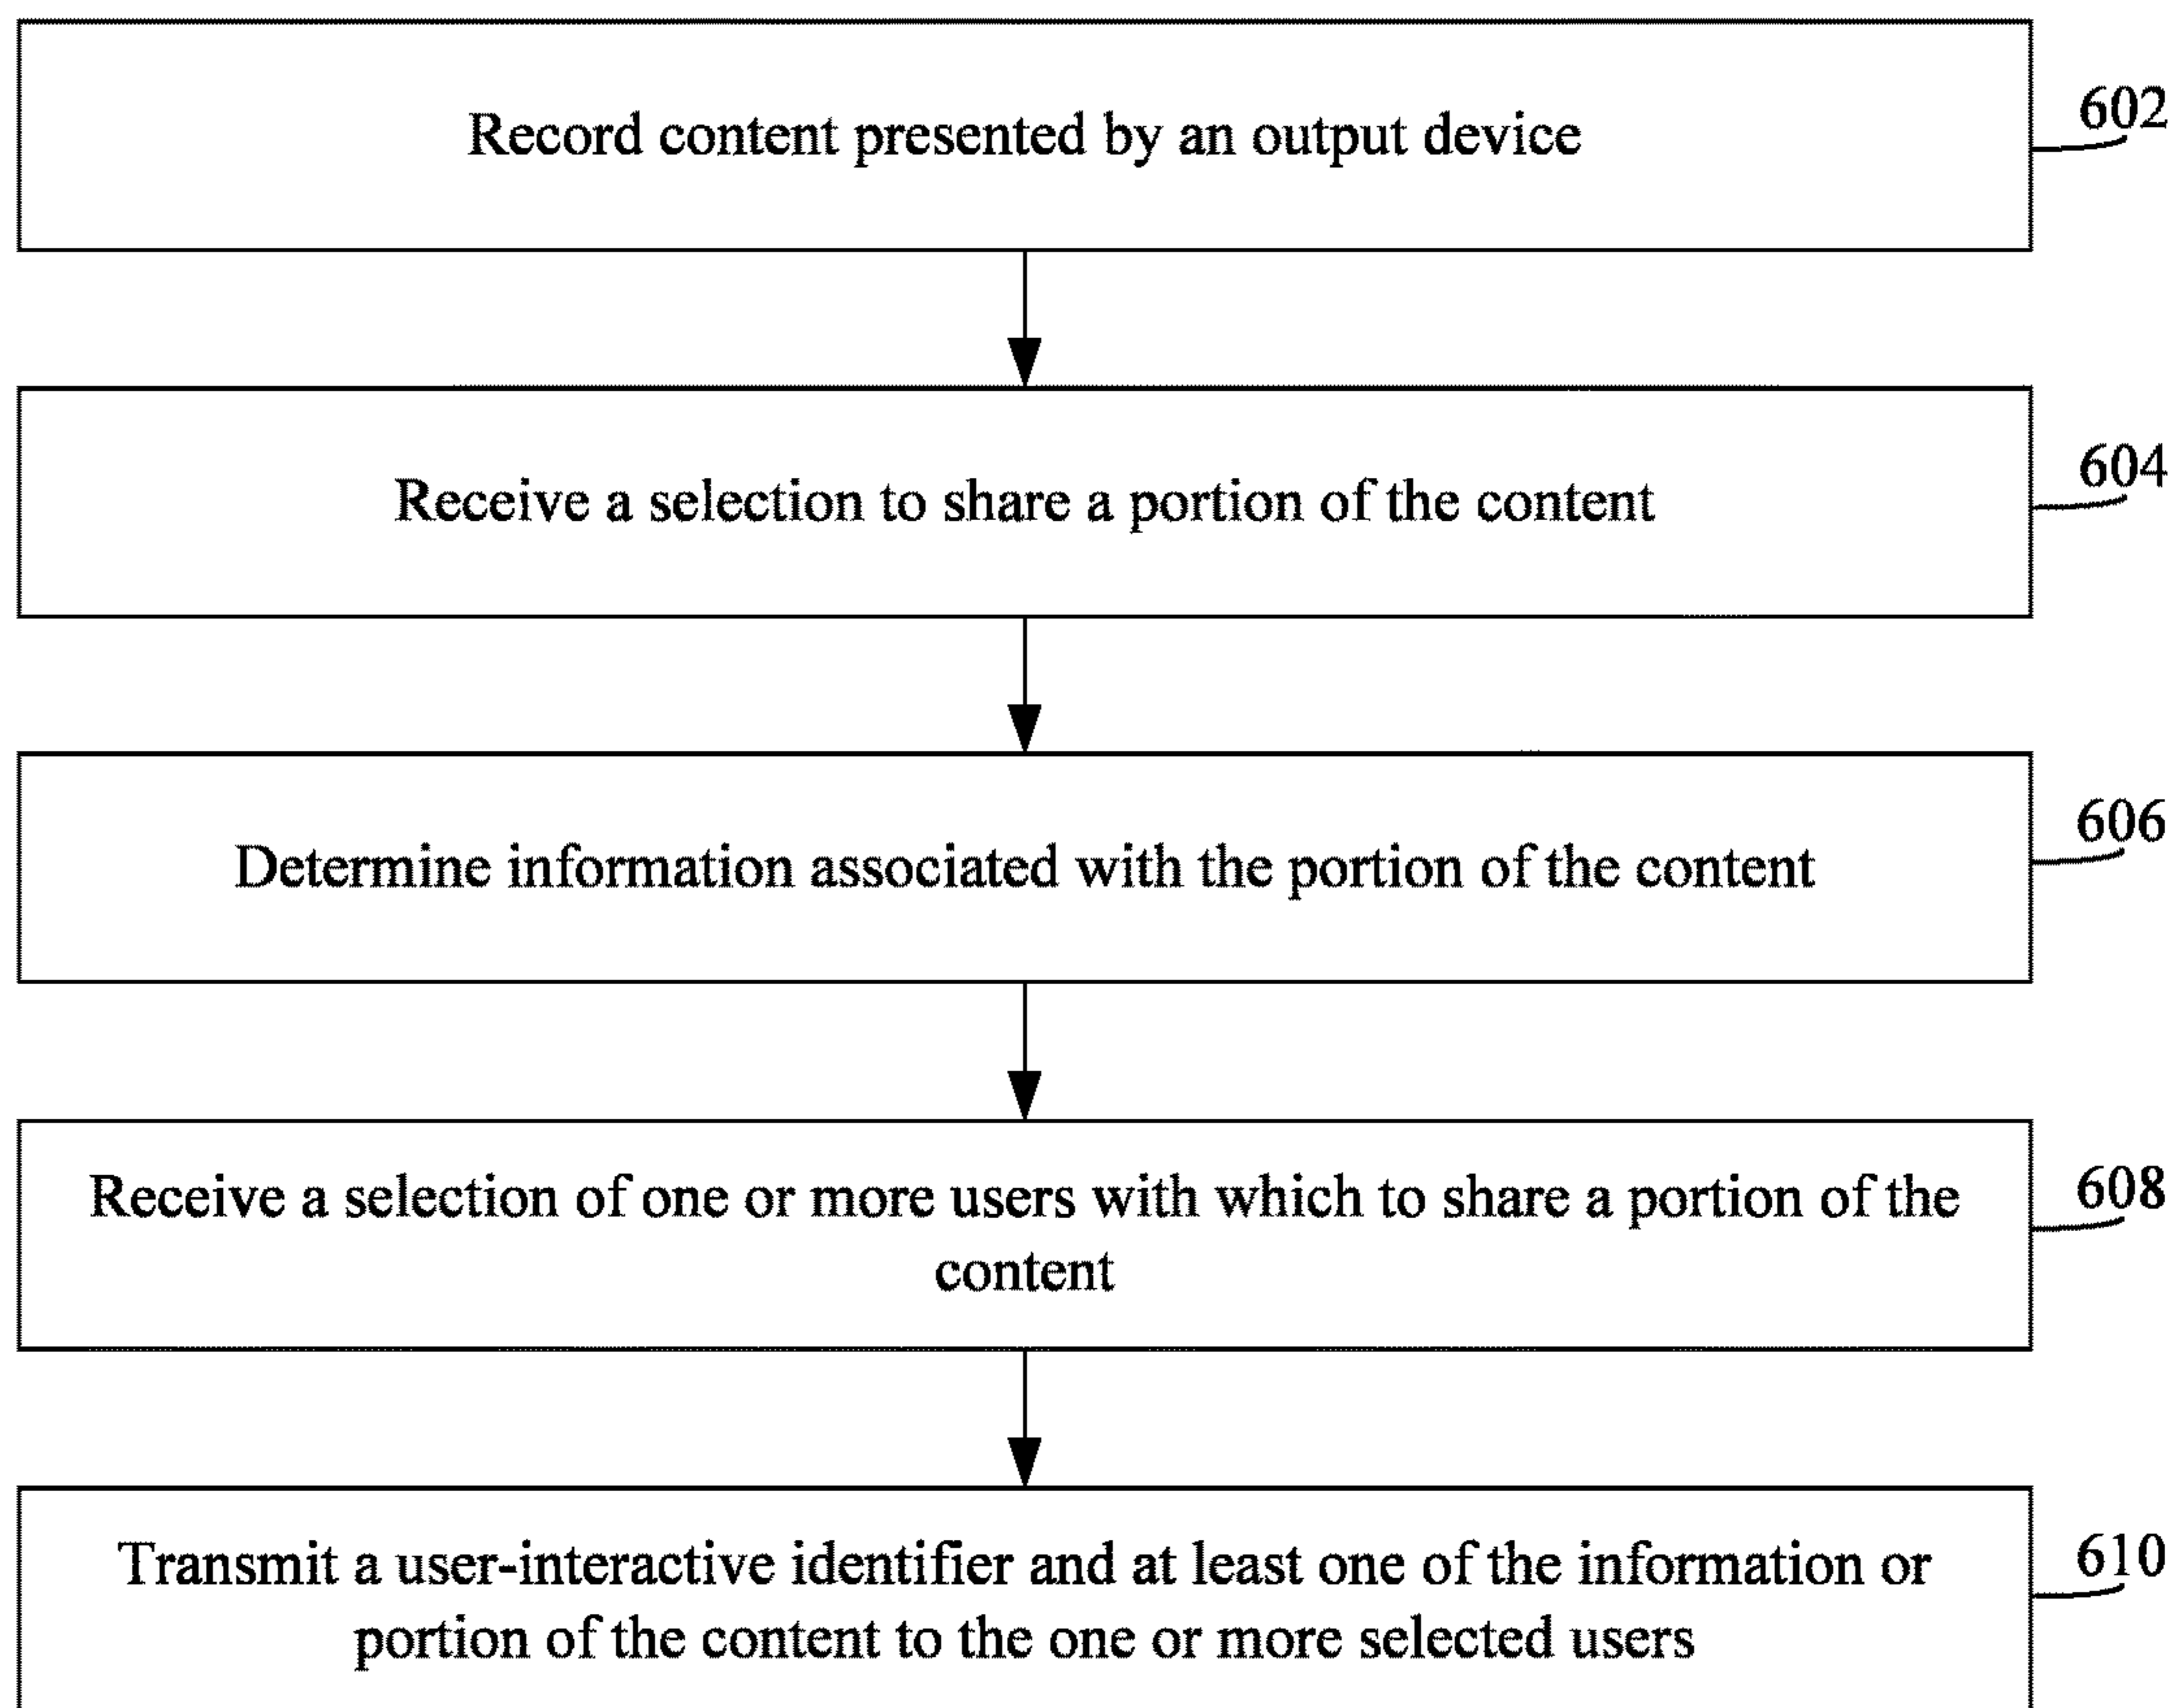 Record content presented by an output device
602
Receive a selection to share a portion of the content
604
Determine information associated with the portion of the content
606
Receive a selection of one or more users with which to share a portion of the
content
608
Transmit a user-interactive identifier and at least one of the information or
portion of the content to the one or more selected users
610